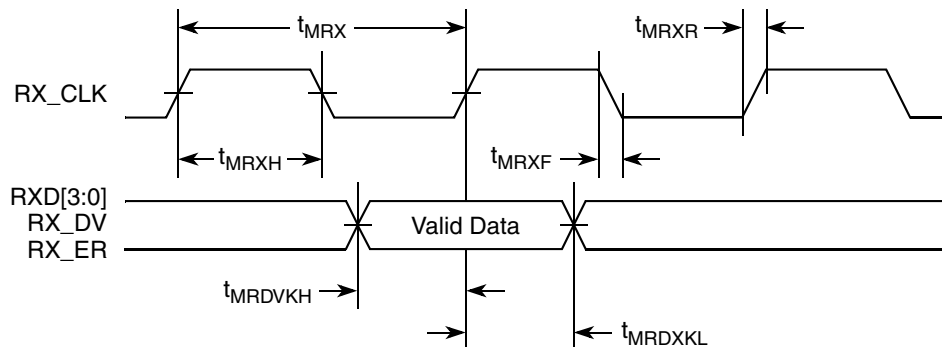 tMRX
tMRXR
RX_CLK
tMRXH
tMRXF
RXD[3:0]
RX_DV
RX_ER
Valid Data
tMRDVKH
tMRDXKL